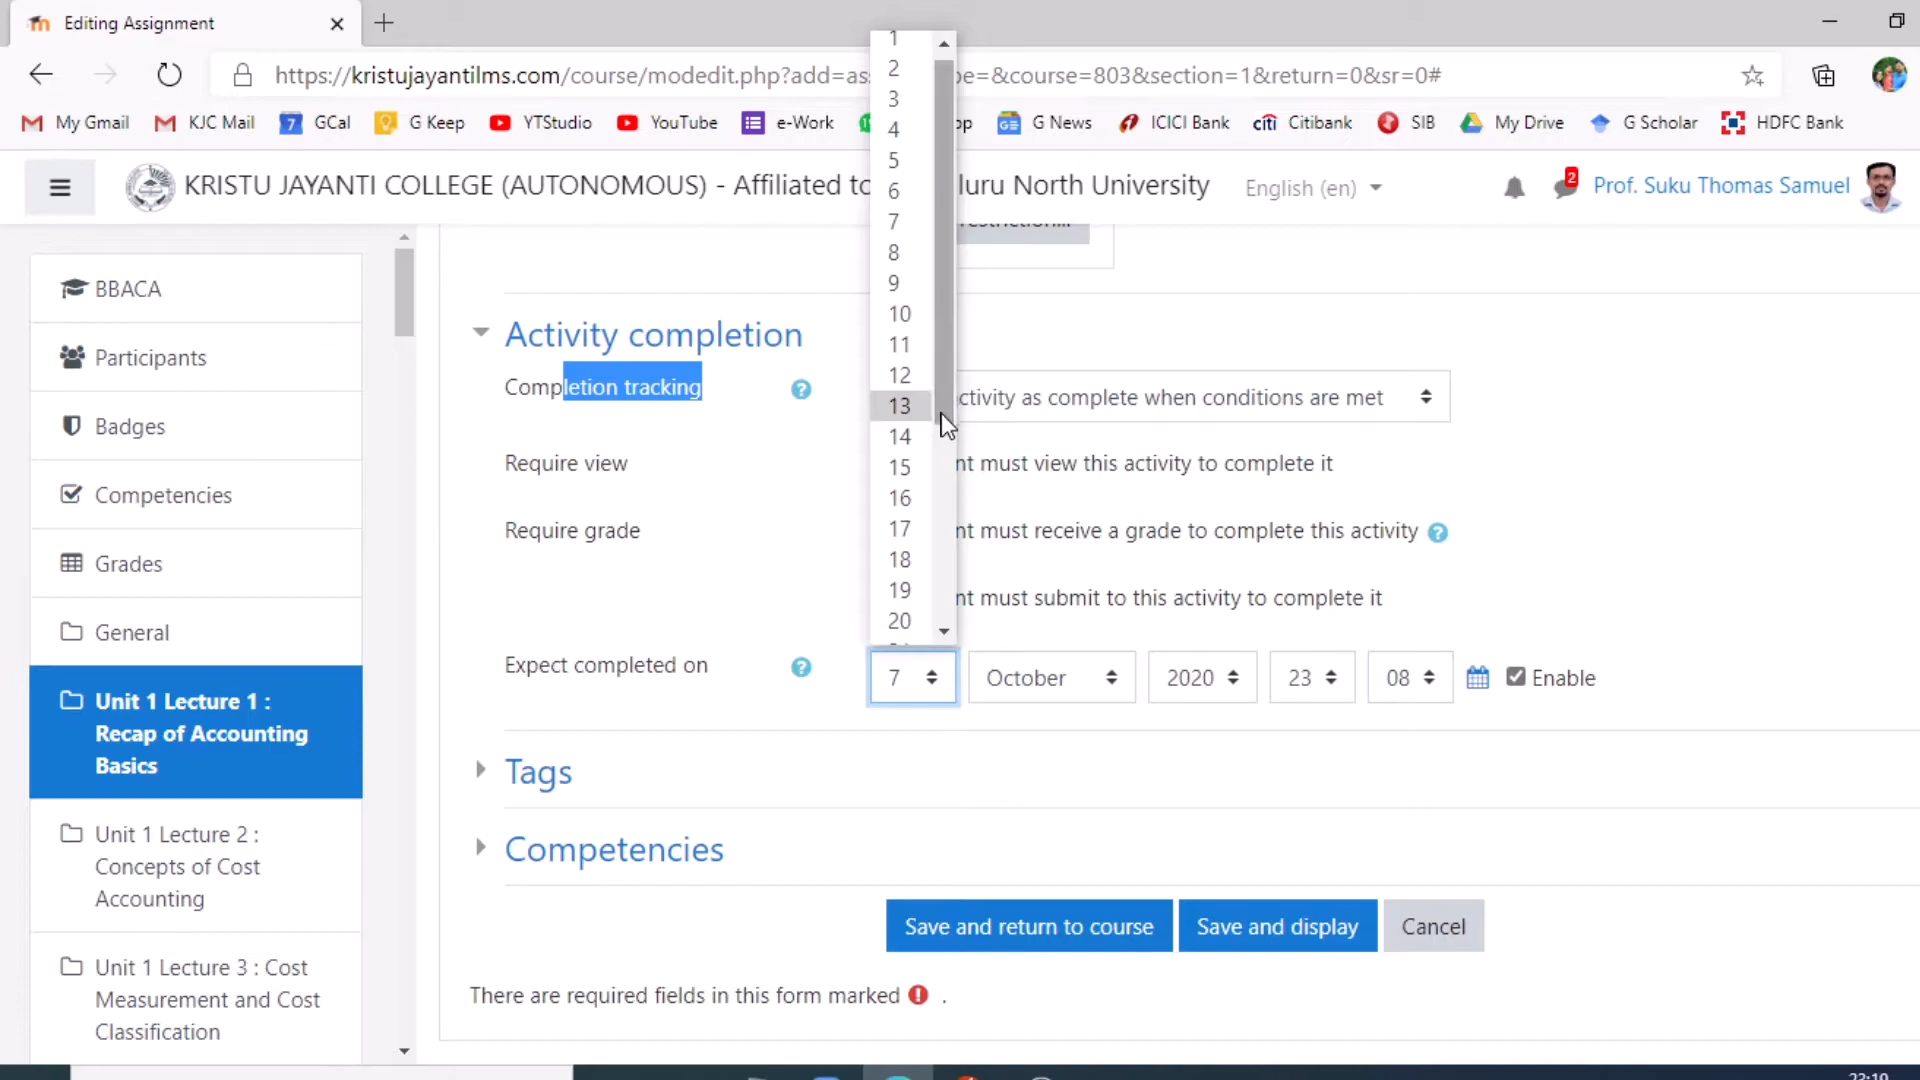 Editing Assignment
https://kristujayantilms.com/course/modedit.php?add=as
pe=&course=803&section=1&return=0&sr=0#
My Gmail
KJC Mail
7 GCal
G Keep
YTStudio
YouTube
e-Work
pp
G News
ICICI Bank
citi Citibank
SIB
My Drive
G Scholar
HDFC Bank
KRISTU JAYANTI COLLEGE (AUTONOMOUS) - Affiliated to
luru North University
English (en)
2
Prof. Suku Thomas Samuel
BBACA
Participants
Badges
Competencies
Grades
General
Unit 1 Lecture 1 :
Recap of Accounting
Basics
Unit 1 Lecture 2 :
Concepts of Cost
Accounting
Unit 1 Lecture 3 : Cost
Measurement and Cost
Classification
1
2
3
4
5
6
7
8
9
10
11
12
13
14
15
16
17
18
19
20
Activity completion
Completion tracking
ctivity as complete when conditions are met
Require view
nt must view this activity to complete it
Require grade
nt must receive a grade to complete this activity
nt must submit to this activity to complete it
Expect completed on
7
October
2020
23
08
Enable
Tags
Competencies
Save and return to course
Save and display
Cancel
There are required fields in this form marked .